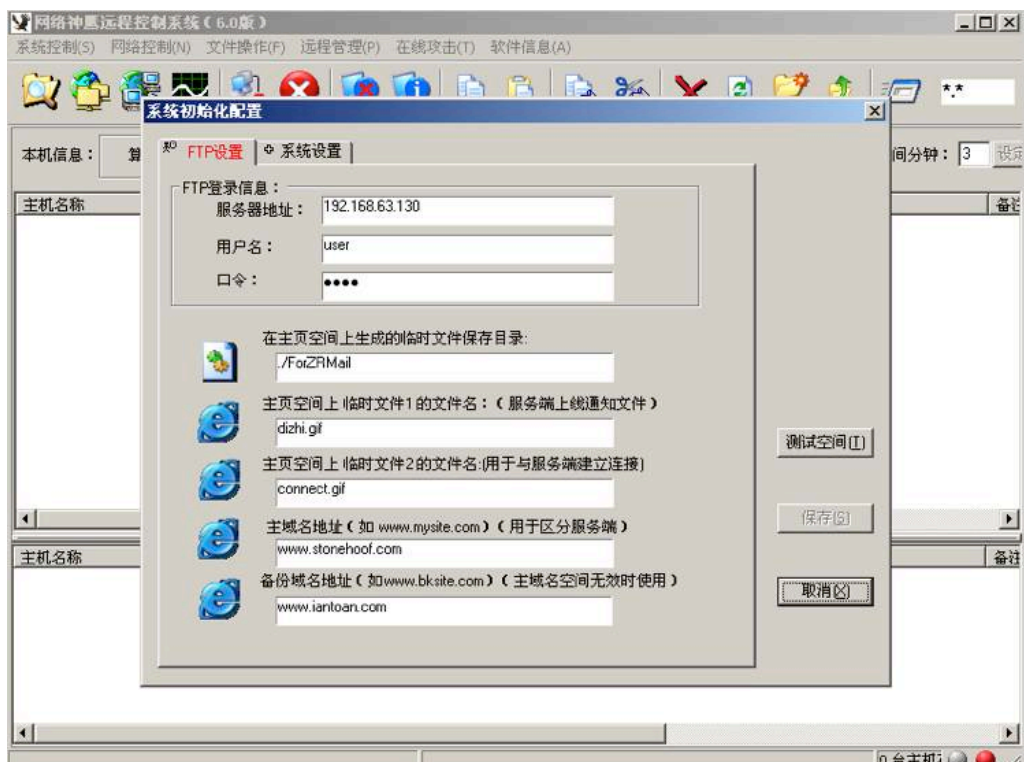 网络神鹰远程控制系统(6.0版)
系统控制(S) 网络控制(N) 文件操作(F) 远程管理(P) 在线攻击(T) 软件信息(A)
*.*
系统初始化配置
本机信息:
FTP设置 系统设置
间分钟: 3 设定
主机名称
备注
FTP登录信息:
服务器地址: 192.168.63.130
用户名: user
口令: ●●●●
在主页空间上生成的临时文件保存目录:
./ForZRMail
主页空间上临时文件1的文件名:(服务端上线通知文件)
dizhi.gif
测试空间(T)
主页空间上临时文件2的文件名:(用于与服务端建立连接)
connect.gif
保存(S)
主域名地址(如 www.mysite.com)(用于区分服务端)
www.stonehoof.com
主机名称
备注
备份域名地址(如www.bksite.com)(主域名空间无效时使用)
取消(X)
www.iantoan.com
0 台主机